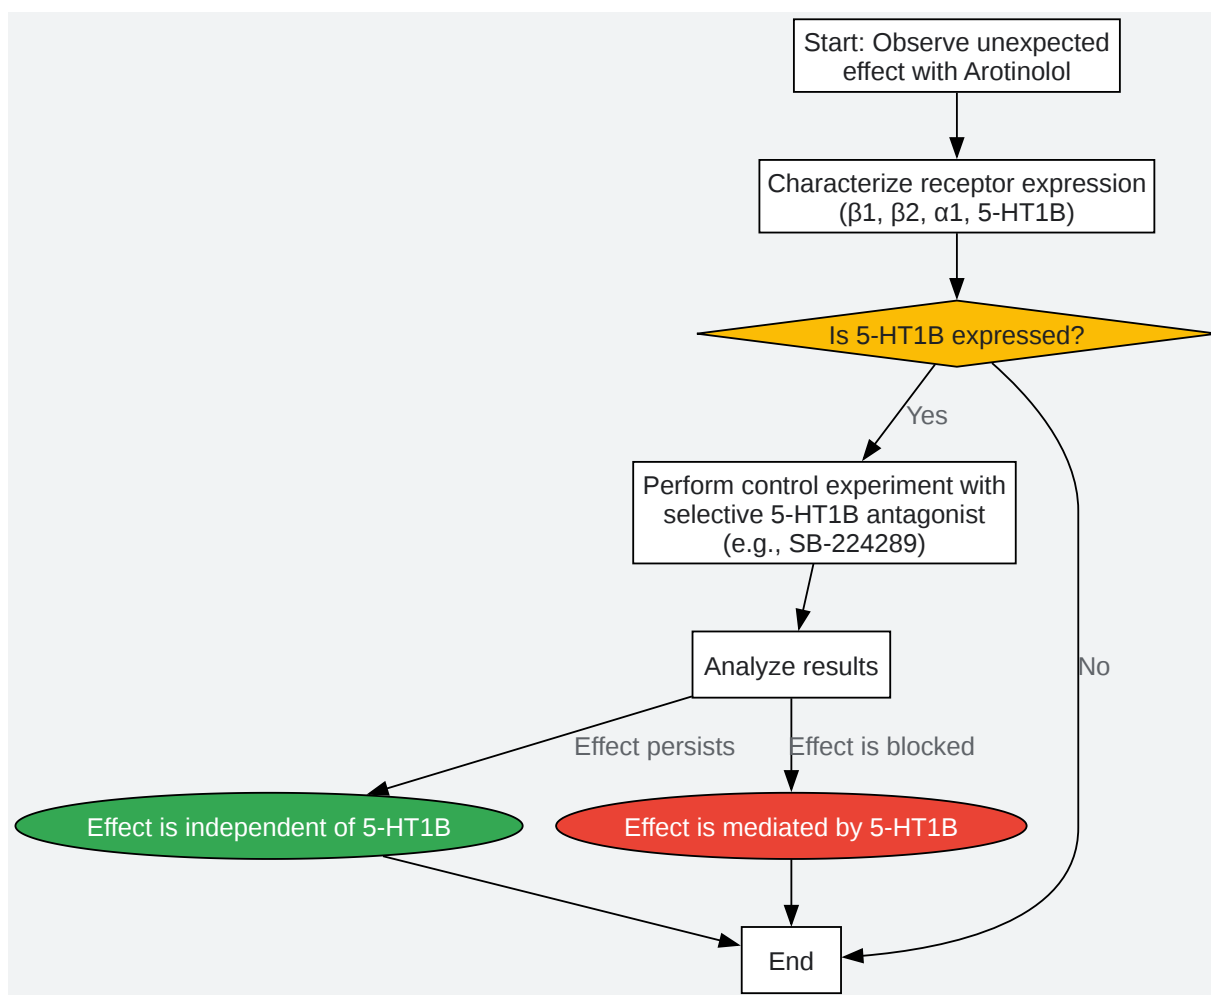 Start: Observe unexpected
effect with Arotinolol
Characterize receptor expression
(β1, β2, α1, 5-HT1B)
Is 5-HT1B expressed?
Yes
Perform control experiment with
selective 5-HT1B antagonist
(e.g., SB-224289)
Analyze results
No
Effect persists
Effect is blocked
Effect is independent of 5-HT1B
Effect is mediated by 5-HT1B
End